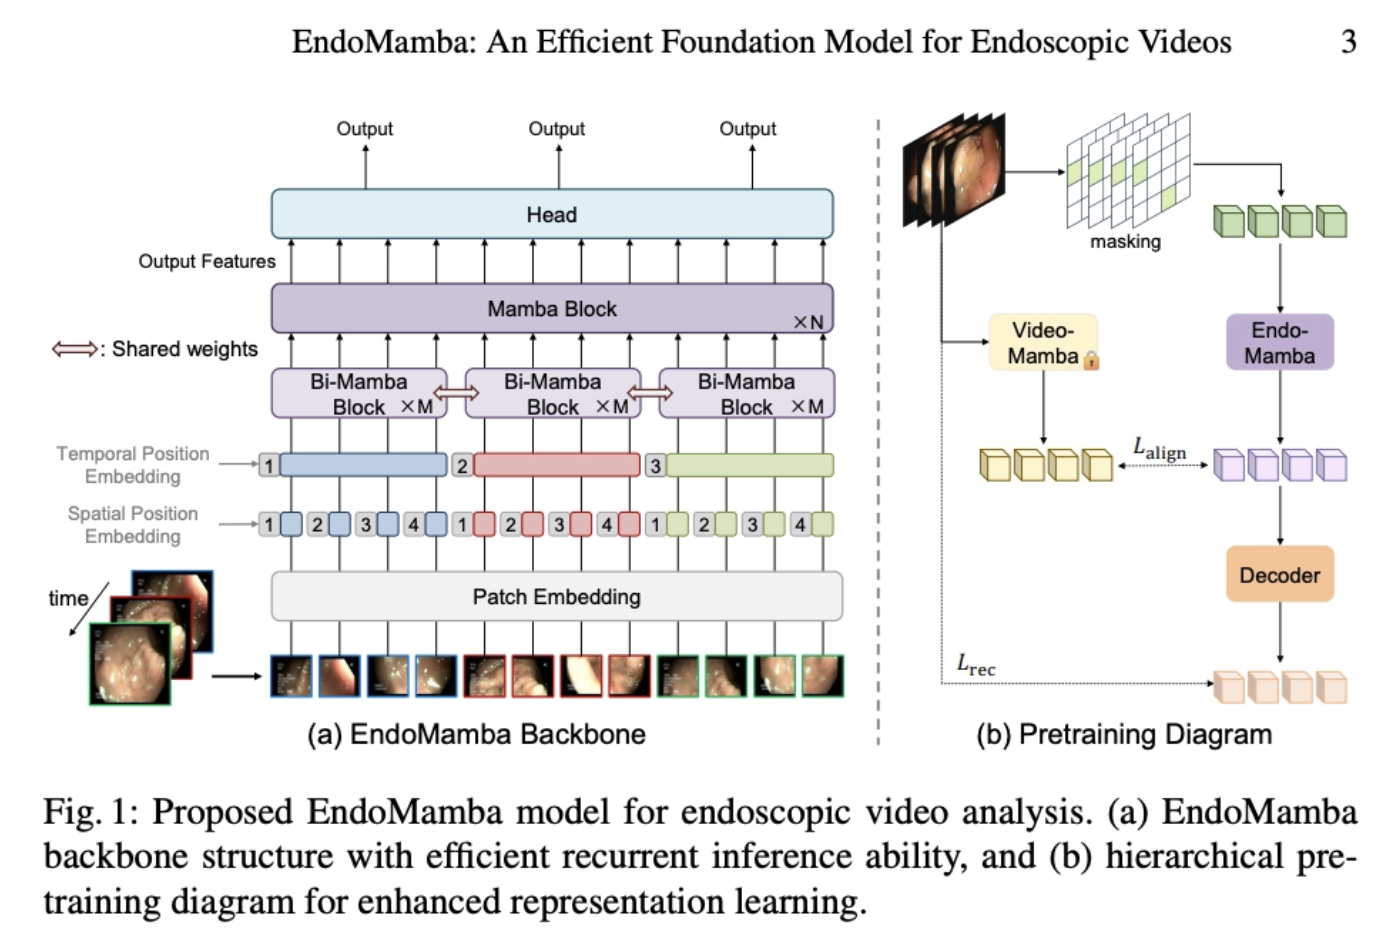 EndoMamba: An Efficient Foundation Model for Endoscopic Videos 3
Output Output Output
Head
Output Features
Mamba Block
×N
: Shared weights
Bi-Mamba Block ×M
Bi-Mamba Block ×M
Bi-Mamba Block ×M
Temporal Position Embedding
1 2 3
Spatial Position Embedding
1 2 3 4 1 2 3 4 1 2 3 4
time
Patch Embedding
(a) EndoMamba Backbone
masking
Video-
Mamba
Endo-
Mamba
L align
Decoder
L rec
(b) Pretraining Diagram
Fig. 1: Proposed EndoMamba model for endoscopic video analysis. (a) EndoMamba
backbone structure with efficient recurrent inference ability, and (b) hierarchical pre-
training diagram for enhanced representation learning.